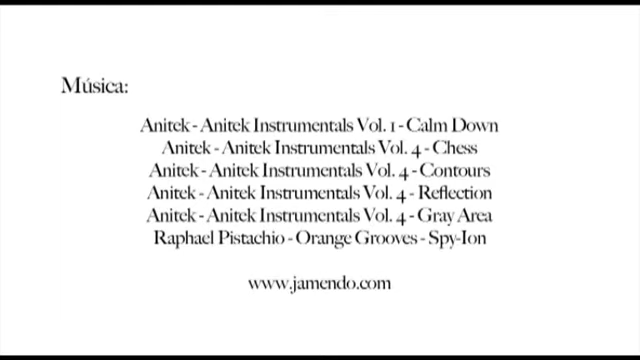 Música:
Anitek - Anitek Instrumentals Vol. 1 - Calm Down
Anitek - Anitek Instrumentals Vol. 4 - Chess
Anitek - Anitek Instrumentals Vol. 4 - Contours
Anitek - Anitek Instrumentals Vol. 4 - Reflection
Anitek - Anitek Instrumentals Vol. 4 - Gray Area
Raphael Pistachio - Orange Grooves - Spy-Ion
www.jamendo.com